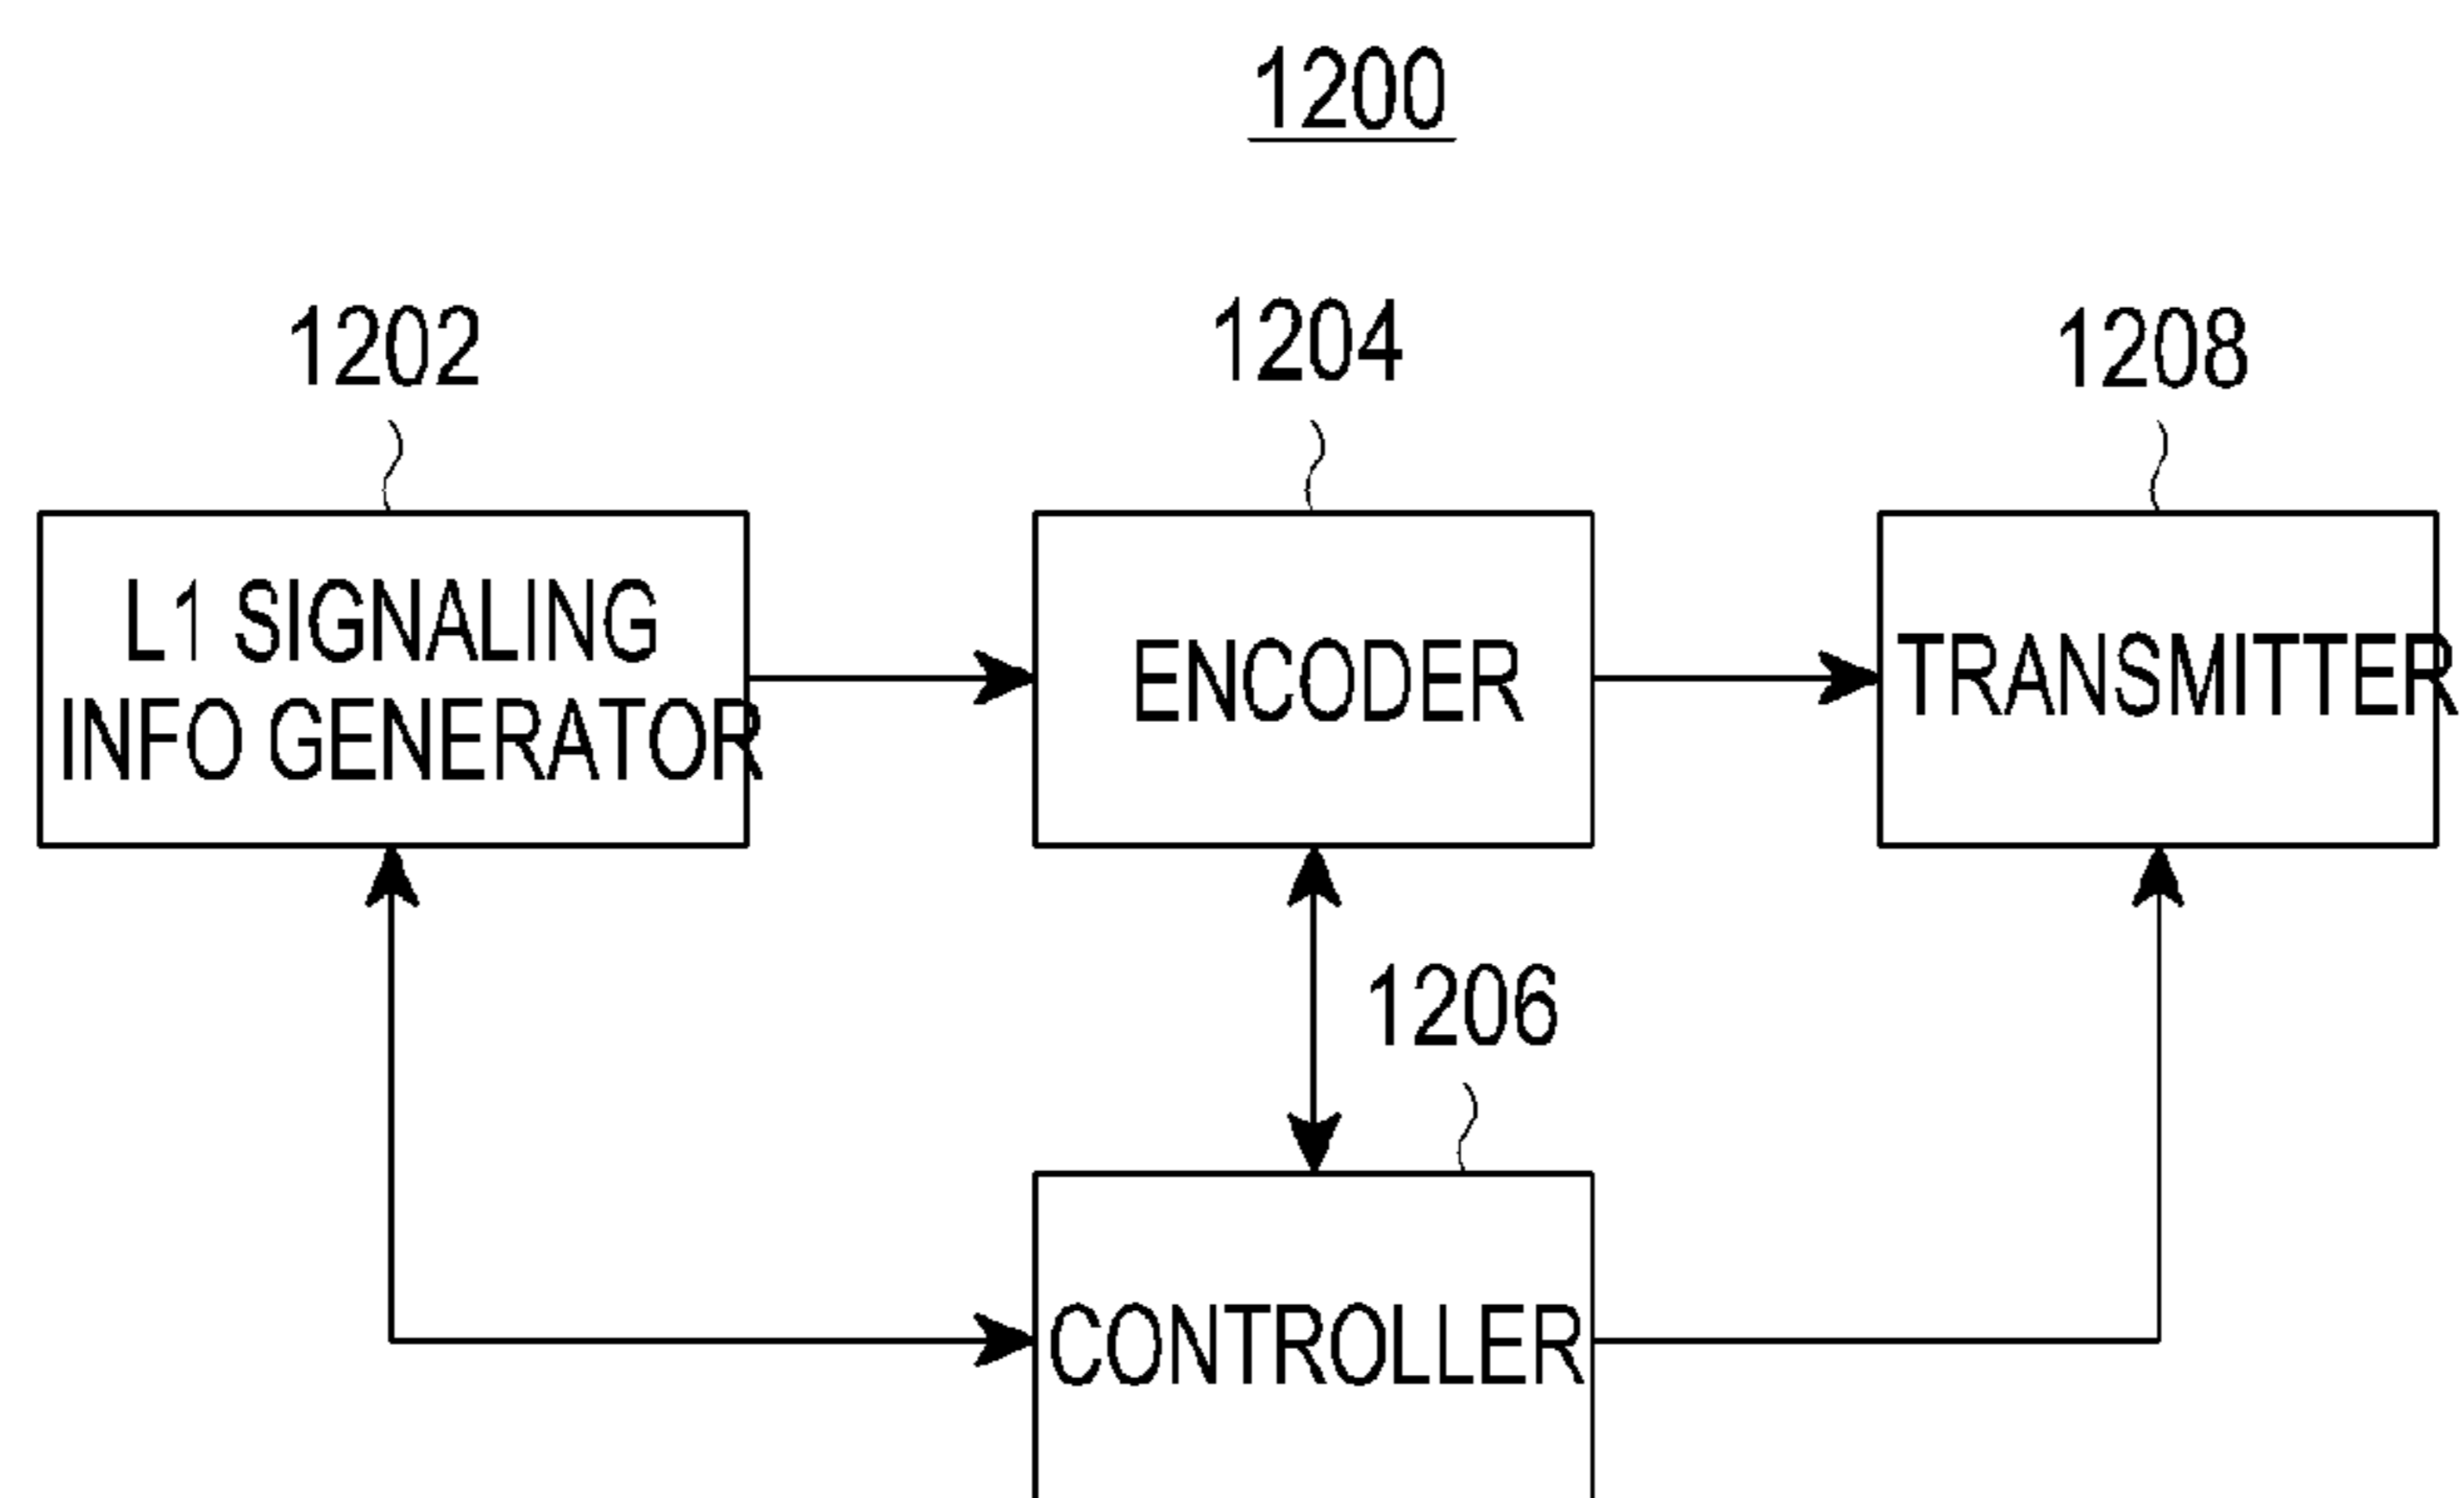 1200
1202
1204
1208
L1 SIGNALING
INFO GENERATOR
ENCODER
TRANSMITTER
1206
CONTROLLER